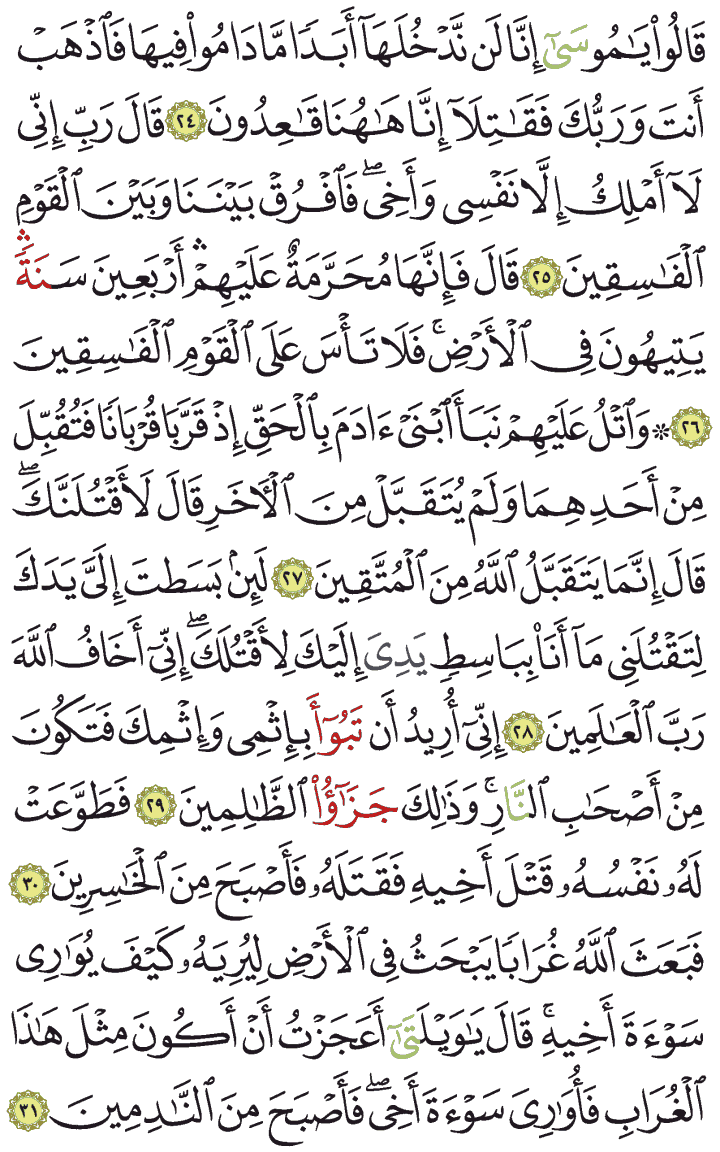 قَالُوا۟ يَـٰمُوسَىٰٓ إِنَّا لَن نَّدْخُلَهَآ أَبَدًا مَّا دَامُوا۟ فِيهَا فَٱذْهَبْ
أَنتَ وَرَبُّكَ فَقَـٰتِلَآ إِنَّا هَـٰهُنَا قَـٰعِدُونَ ٢٤ قَالَ رَبِّ إِنِّى
لَآ أَمْلِكُ إِلَّا نَفْسِى وَأَخِى ۖ فَٱفْرُقْ بَيْنَنَا وَبَيْنَ ٱلْقَوْمِ
ٱلْفَـٰسِقِينَ ٢٥ قَالَ فَإِنَّهَا مُحَرَّمَةٌ عَلَيْهِمْ ۛ أَرْبَعِينَ سَنَةً ۛ
يَتِيهُونَ فِى ٱلْأَرْضِ ۚ فَلَا تَأْسَ عَلَى ٱلْقَوْمِ ٱلْفَـٰسِقِينَ
٢٦ ۞ وَٱتْلُ عَلَيْهِمْ نَبَأَ ٱبْنَىْ ءَادَمَ بِٱلْحَقِّ إِذْ قَرَّبَا قُرْبَانًا فَتُقُبِّلَ
مِنْ أَحَدِهِمَا وَلَمْ يُتَقَبَّلْ مِنَ ٱلْـَٔاخَرِ قَالَ لَأَقْتُلَنَّكَ ۖ
قَالَ إِنَّمَا يَتَقَبَّلُ ٱللَّهُ مِنَ ٱلْمُتَّقِينَ ٢٧ لَئِنۢ بَسَطتَ إِلَىَّ يَدَكَ
لِتَقْتُلَنِى مَآ أَنَا۠ بِبَاسِطٍ يَدِىَ إِلَيْكَ لِأَقْتُلَكَ ۖ إِنِّىٓ أَخَافُ ٱللَّهَ
رَبَّ ٱلْعَـٰلَمِينَ ٢٨ إِنِّىٓ أُرِيدُ أَن تَبُوٓأَ بِإِثْمِى وَإِثْمِكَ فَتَكُونَ
مِنْ أَصْحَـٰبِ ٱلنَّارِ ۚ وَذَٰلِكَ جَزَٰٓؤُا۟ ٱلظَّـٰلِمِينَ ٢٩ فَطَوَّعَتْ
لَهُۥ نَفْسُهُۥ قَتْلَ أَخِيهِ فَقَتَلَهُۥ فَأَصْبَحَ مِنَ ٱلْخَـٰسِرِينَ ٣٠
فَبَعَثَ ٱللَّهُ غُرَابًا يَبْحَثُ فِى ٱلْأَرْضِ لِيُرِيَهُۥ كَيْفَ يُوَٰرِى
سَوْءَةَ أَخِيهِ ۚ قَالَ يَـٰوَيْلَتَىٰٓ أَعَجَزْتُ أَنْ أَكُونَ مِثْلَ هَـٰذَا
ٱلْغُرَابِ فَأُوَٰرِىَ سَوْءَةَ أَخِى ۖ فَأَصْبَحَ مِنَ ٱلنَّـٰدِمِينَ ٣١